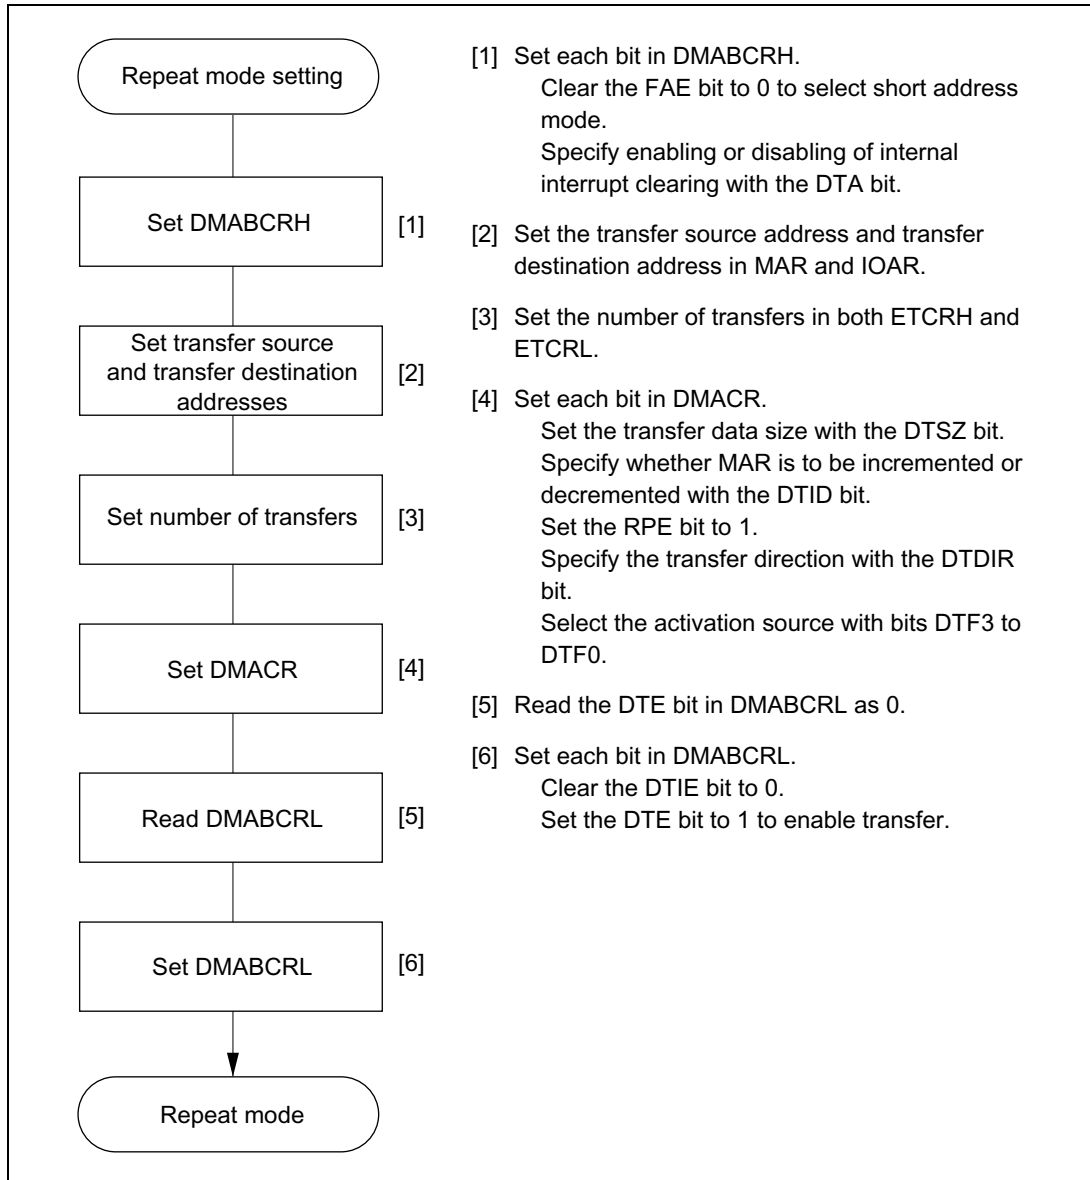 Repeat mode setting
Set DMABCRH
[1]
Set transfer source
and transfer destination
addresses
[2]
Set number of transfers
[3]
Set DMACR
[4]
Read DMABCRL
[5]
Set DMABCRL
[6]
Repeat mode
[1] Set each bit in DMABCRH.
Clear the FAE bit to 0 to select short address
mode.
Specify enabling or disabling of internal
interrupt clearing with the DTA bit.
[2] Set the transfer source address and transfer
destination address in MAR and IOAR.
[3] Set the number of transfers in both ETCRH and
ETCRL.
[4] Set each bit in DMACR.
Set the transfer data size with the DTSZ bit.
Specify whether MAR is to be incremented or
decremented with the DTID bit.
Set the RPE bit to 1.
Specify the transfer direction with the DTDIR
bit.
Select the activation source with bits DTF3 to
DTF0.
[5] Read the DTE bit in DMABCRL as 0.
[6] Set each bit in DMABCRL.
Clear the DTIE bit to 0.
Set the DTE bit to 1 to enable transfer.